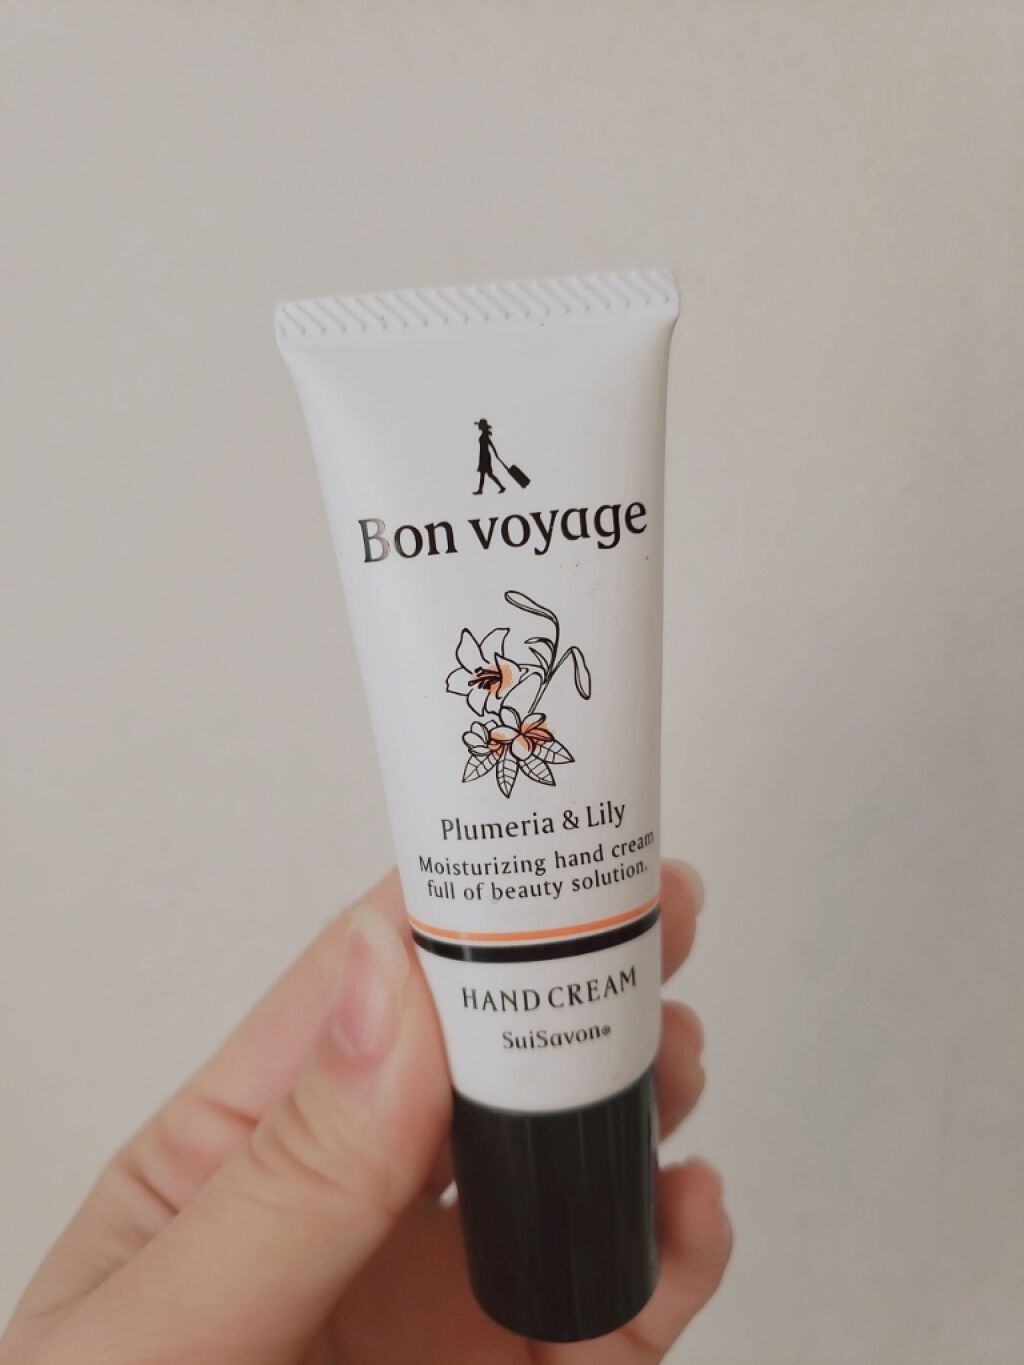 Bon voyage
Plumeria & Lily
Moisturizing hand cream
full of beauty solution.
HAND CREAM
SuiSavon®